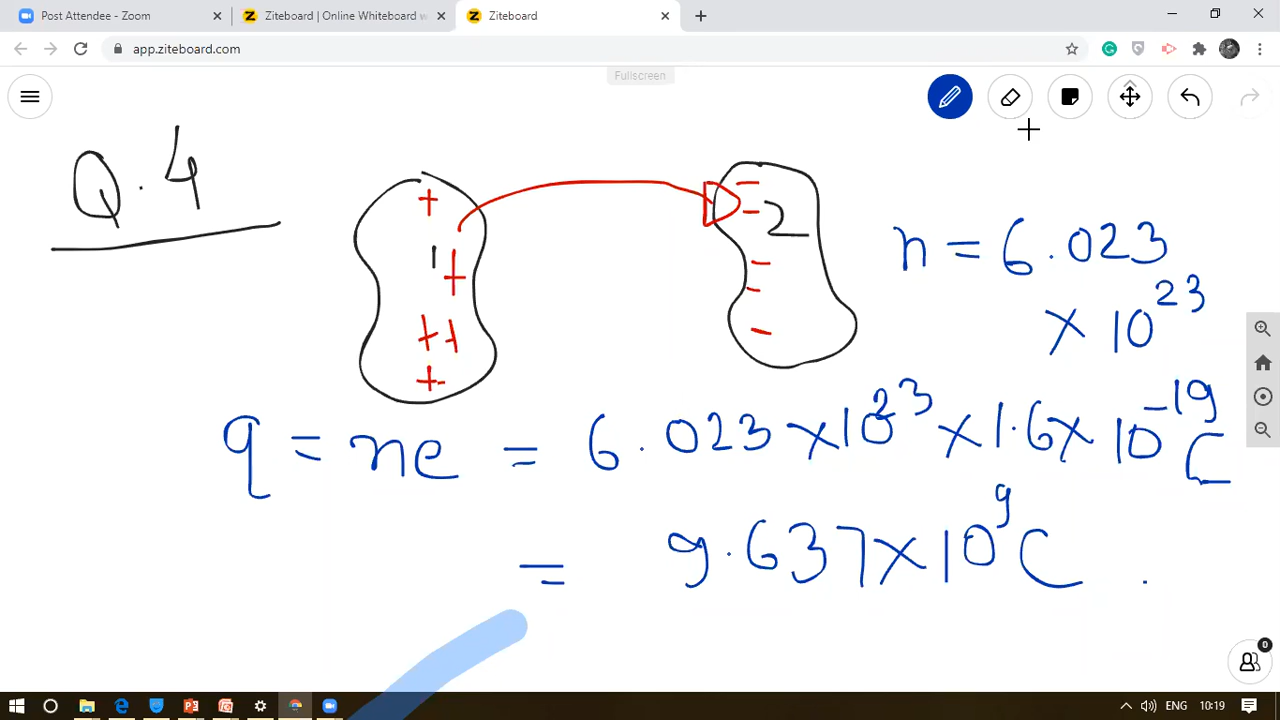 Post Attendee - Zoom
Ziteboard | Online Whiteboard w
Ziteboard
app.ziteboard.com
Fullscreen
Q.4
1
2
n = 6.023
× 10²³
q = ne = 6.023 × 10²³ × 1.6 × 10⁻¹⁹ C
= 9.637 × 10⁹ C .
0
ENG 10:19